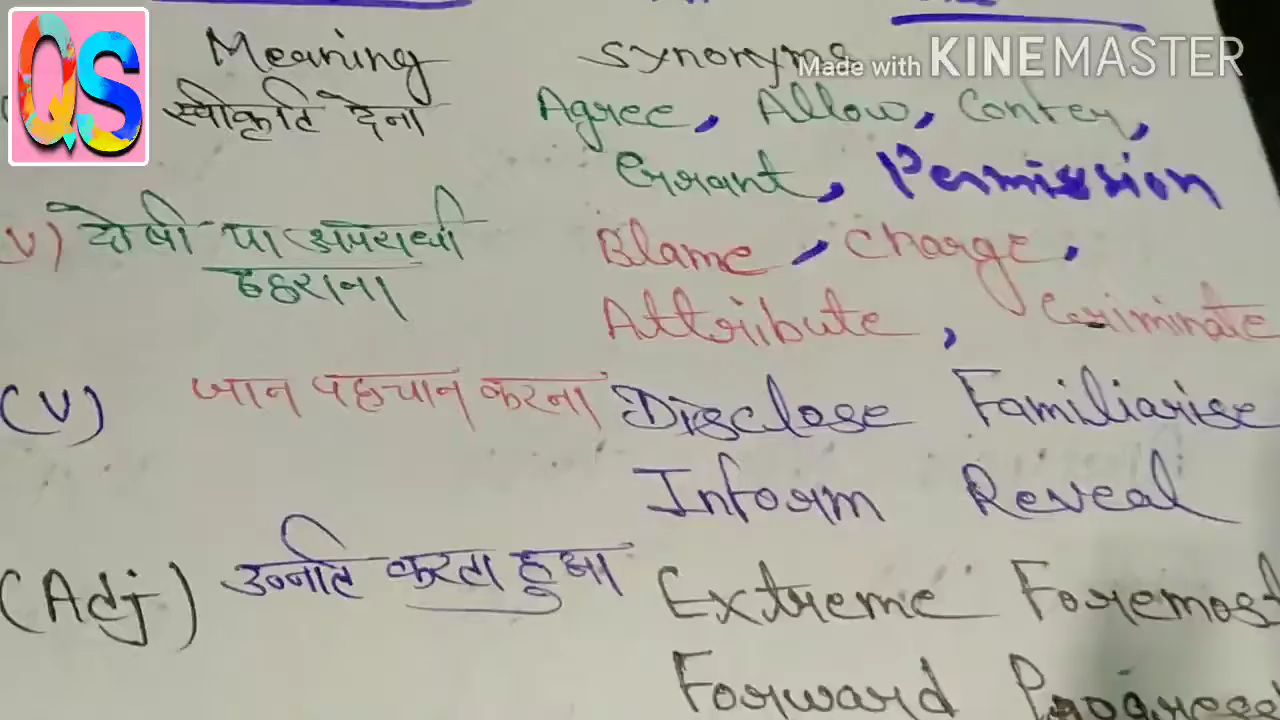 QS
Made with KINEMASTER
Meaning Synonyms
स्वीकृति देना Agree, Allow, Confer,
Grant, Permission
V) दोषी या अपराधी Blame, Charge,
ठहराना Attribute, Criminate
(V) जान पहचान करना Disclose Familiarise
Inform Reveal
(Adj) उन्नति करता हुआ Extreme Foremost
Forward